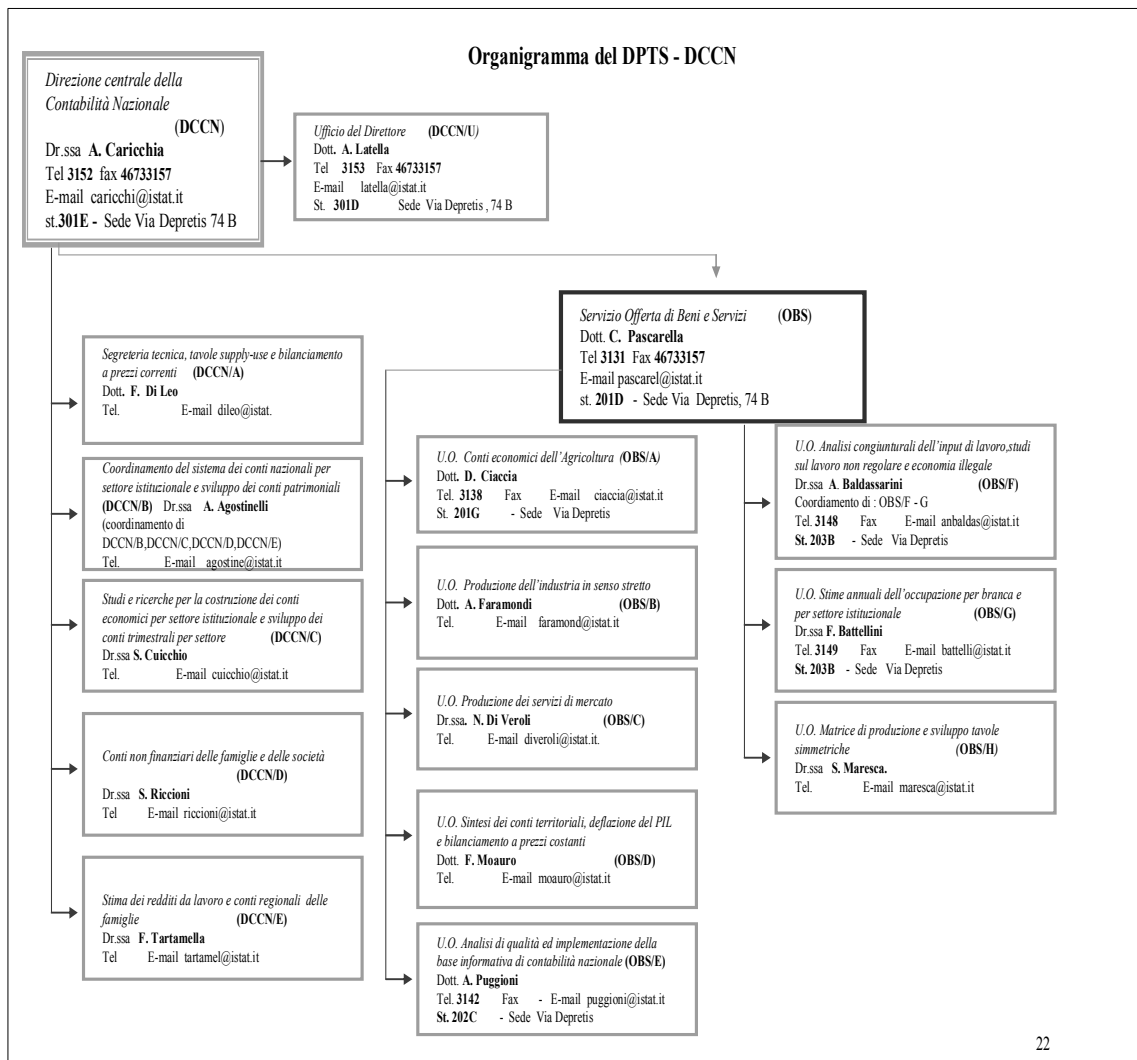 Organigramma del DPTS - DCCN
Direzione centrale della
Contabilità Nazionale
(DCCN)
Dr.ssa A. Caricchia
Tel 3152 fax 46733157
E-mail caricchi@istat.it
st.301E - Sede Via Depretis 74 B
Ufficio del Direttore (DCCN/U)
Dott. A. Latella
Tel 3153 Fax 46733157
E-mail latella@istat.it
St. 301D Sede Via Depretis , 74 B
Servizio Offerta di Beni e Servizi (OBS)
Dott. C. Pascarella
Tel 3131 Fax 46733157
E-mail pascarel@istat.it
st. 201D - Sede Via Depretis, 74 B
Segreteria tecnica, tavole supply-use e bilanciamento
a prezzi correnti (DCCN/A)
Dott. F. Di Leo
Tel. E-mail dileo@istat.
Coordinamento del sistema dei conti nazionali per
settore istituzionale e sviluppo dei conti patrimoniali
(DCCN/B) Dr.ssa A. Agostinelli
(coordinamento di
DCCN/B,DCCN/C,DCCN/D,DCCN/E)
Tel. E-mail agostine@istat.it
Studi e ricerche per la costruzione dei conti
economici per settore istituzionale e sviluppo dei
conti trimestrali per settore (DCCN/C)
Dr.ssa S. Cuicchio
Tel. E-mail cuicchio@istat.it
Conti non finanziari delle famiglie e delle società
(DCCN/D)
Dr.ssa S. Riccioni
Tel E-mail riccioni@istat.it
Stima dei redditi da lavoro e conti regionali delle
famiglie (DCCN/E)
Dr.ssa F. Tartamella
Tel E-mail tartamel@istat.it
U.O. Conti economici dell'Agricoltura (OBS/A)
Dott. D. Ciaccia
Tel. 3138 Fax E-mail ciaccia@istat.it
St. 201G - Sede Via Depretis
U.O. Produzione dell'industria in senso stretto
Dott. A. Faramondi (OBS/B)
Tel. E-mail faramond@istat.it
U.O. Produzione dei servizi di mercato
Dr.ssa. N. Di Veroli (OBS/C)
Tel. E-mail diveroli@istat.it.
U.O. Sintesi dei conti territoriali, deflazione del PIL
e bilanciamento a prezzi costanti
Dott. F. Moauro (OBS/D)
Tel. E-mail moauro@istat.it
U.O. Analisi di qualità ed implementazione della
base informativa di contabilità nazionale (OBS/E)
Dott. A. Puggioni
Tel. 3142 Fax - E-mail puggioni@istat.it
St. 202C - Sede Via Depretis
U.O. Analisi congiunturali dell'input di lavoro,studi
sul lavoro non regolare e economia illegale
Dr.ssa A. Baldassarini (OBS/F)
Coordiamento di : OBS/F - G
Tel. 3148 Fax E-mail anbaldas@istat.it
St. 203B - Sede Via Depretis
U.O. Stime annuali dell'occupazione per branca e
per settore istituzionale (OBS/G)
Dr.ssa F. Battellini
Tel. 3149 Fax E-mail battelli@istat.it
St. 203B - Sede Via Depretis
U.O. Matrice di produzione e sviluppo tavole
simmetriche (OBS/H)
Dr.ssa S. Maresca.
Tel. E-mail maresca@istat.it
22